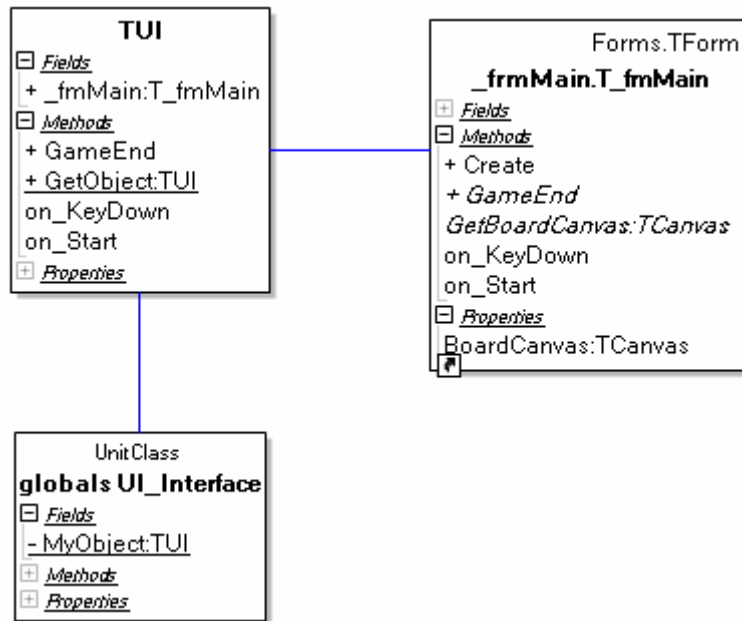 TUI
Fields
+ _fmMain:T_fmMain
Methods
+ GameEnd
+ GetObject:TUI
on_KeyDown
on_Start
Properties
Forms.TForm
_frmMain.T_fmMain
Fields
Methods
+ Create
+ GameEnd
GetBoardCanvas:TCanvas
on_KeyDown
on_Start
Properties
BoardCanvas:TCanvas
UnitClass
globals UI_Interface
Fields
- MyObject:TUI
Methods
Properties